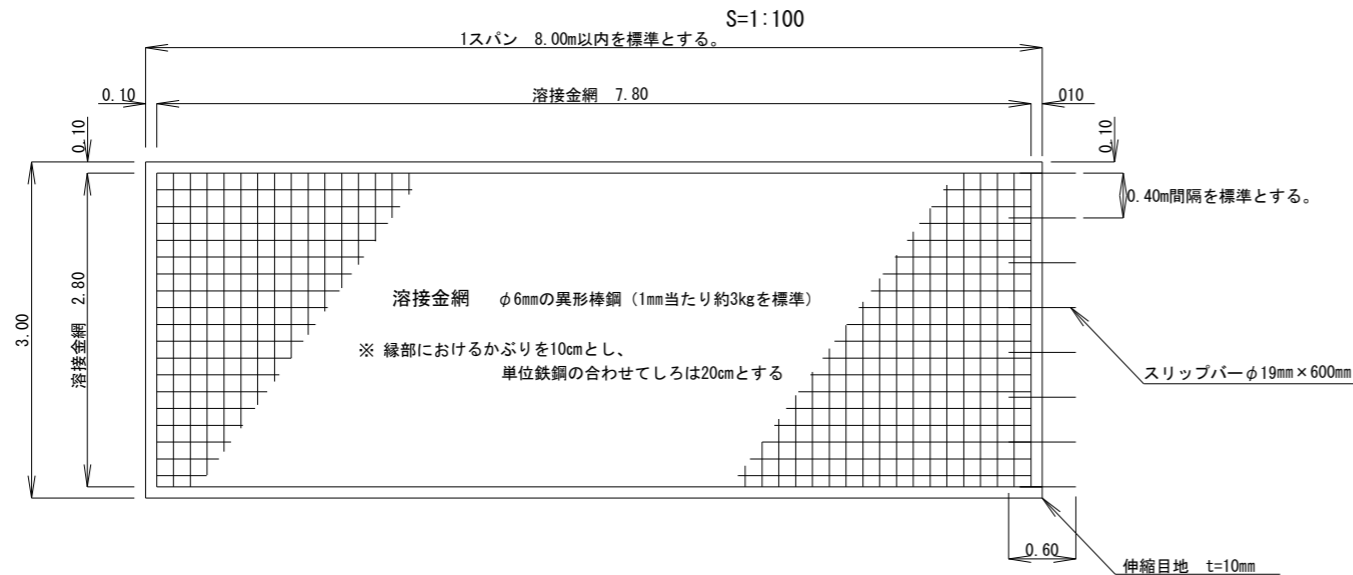 S=1:100
1スパン 8.00m以内を標準とする。
0.10
溶接金網 7.80
010
0.10
0.10
0.40m間隔を標準とする。
3.00
溶接金網 2.80
溶接金網 φ6mmの異形棒鋼（1mm当たり約3kgを標準）
※ 縁部におけるかぶりを10cmとし、
単位鉄鋼の合わせてしろは20cmとする
スリップバーφ19mm×600mm
0.60
伸縮目地 t=10mm